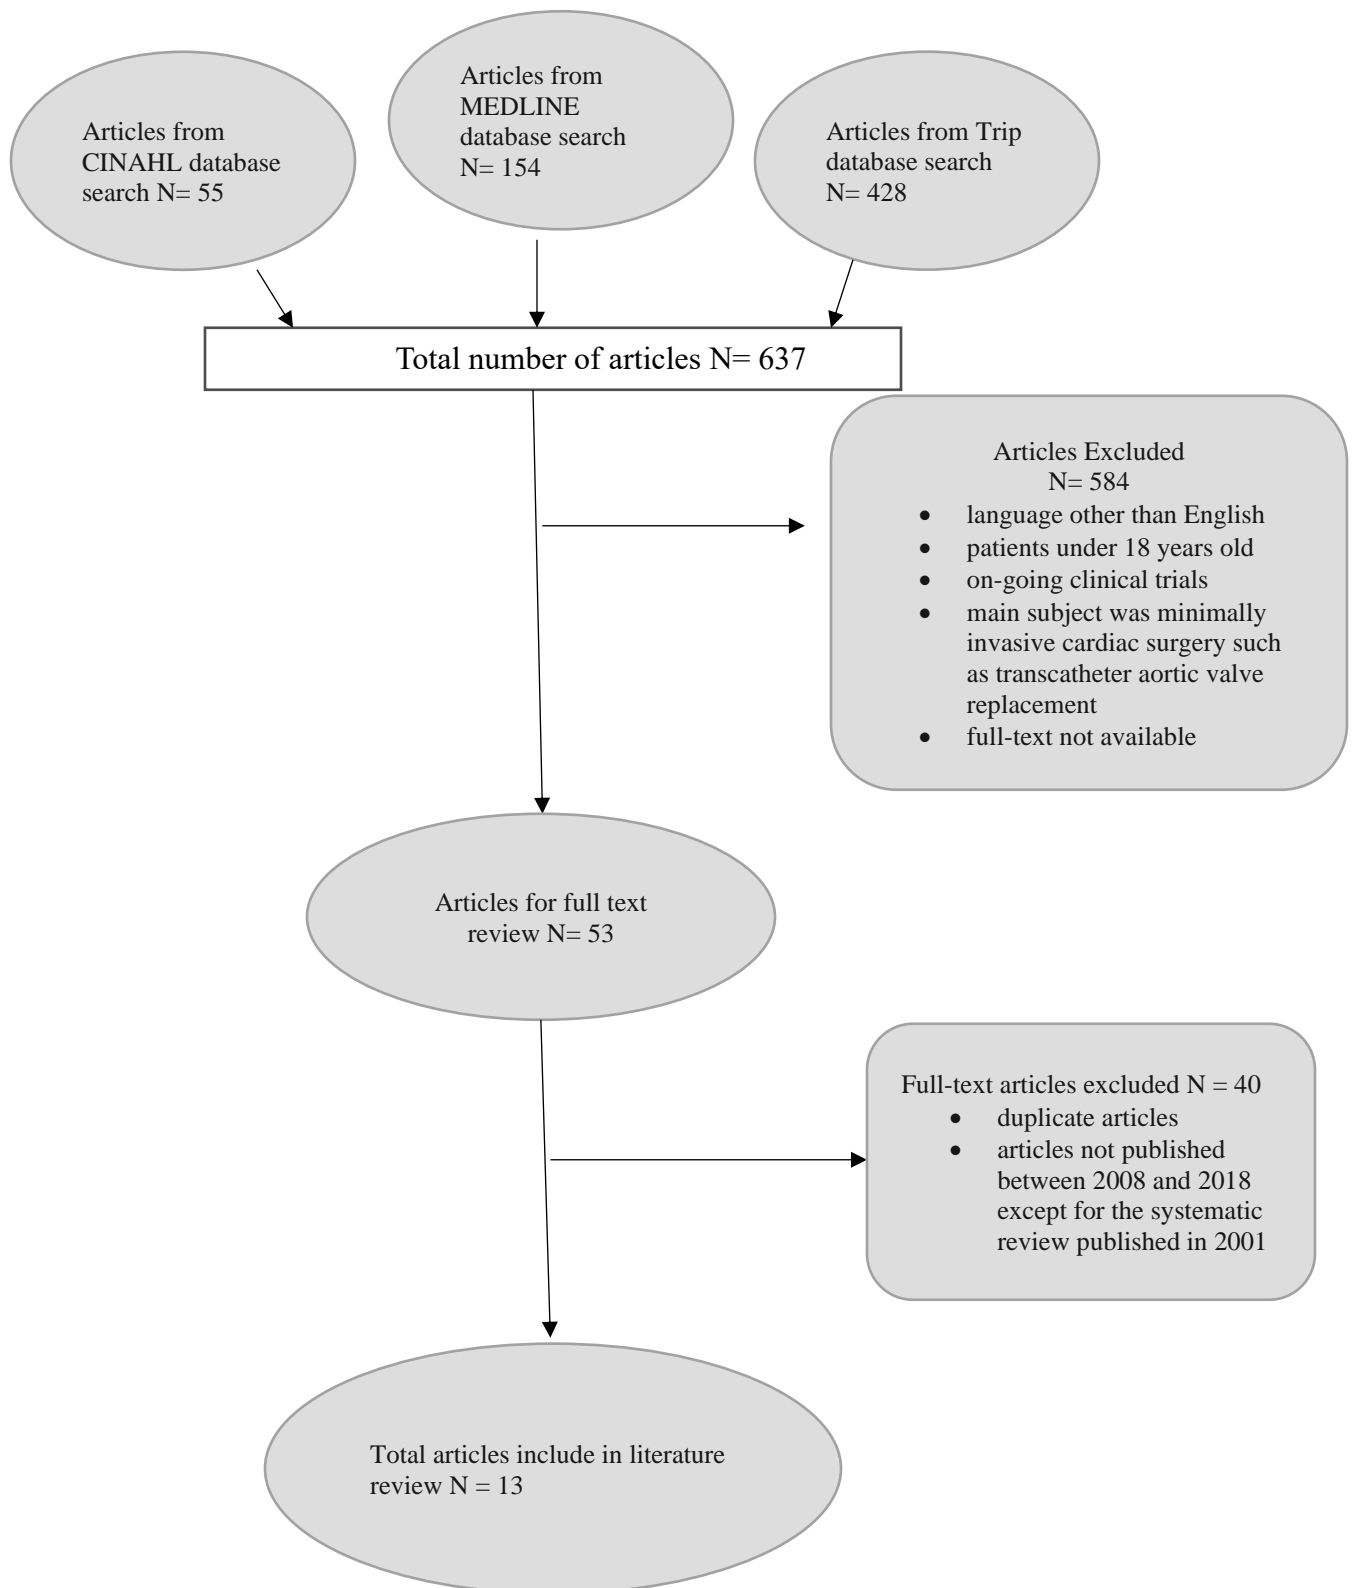 Articles from
CINAHL database
search N= 55
Articles from
MEDLINE
database search
N= 154
Articles from Trip
database search
N= 428
Total number of articles N= 637
Articles Excluded
N= 584
• language other than English
• patients under 18 years old
• on-going clinical trials
• main subject was minimally
invasive cardiac surgery such
as transcatheter aortic valve
replacement
• full-text not available
Articles for full text
review N= 53
Full-text articles excluded N = 40
• duplicate articles
• articles not published
between 2008 and 2018
except for the systematic
review published in 2001
Total articles include in literature
review N = 13